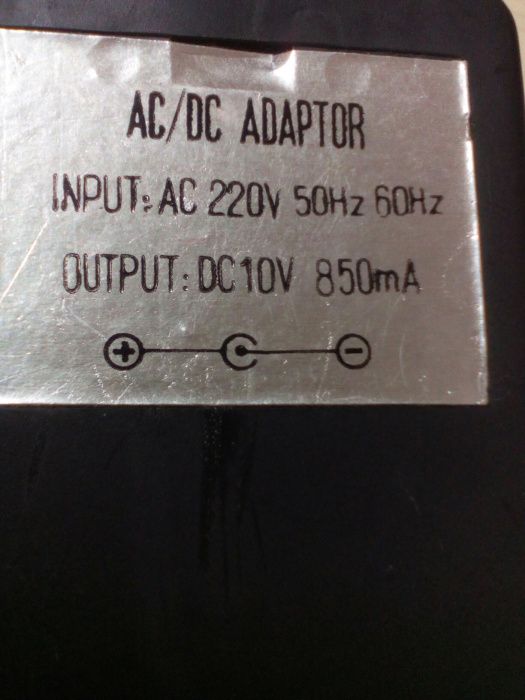 AC/DC ADAPTOR
INPUT: AC 220V 50Hz 60Hz
OUTPUT: DC10V 850mA
+ −